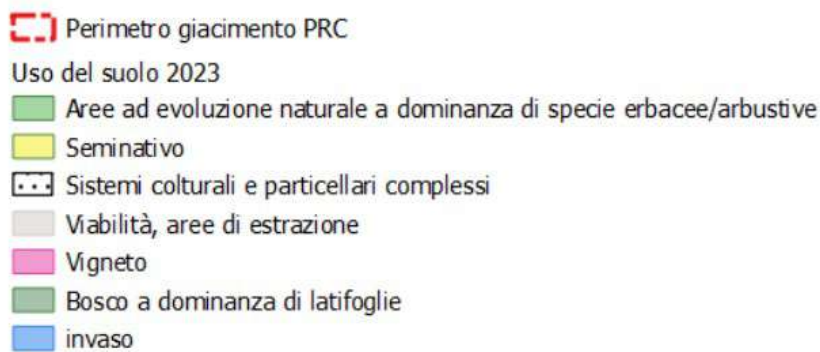 Perimetro giacimento PRC
Uso del suolo 2023
Aree ad evoluzione naturale a dominanza di specie erbacee/arbustive
Seminativo
Sistemi colturali e particellari complessi
Viabilità, aree di estrazione
Vigneto
Bosco a dominanza di latifoglie
invaso